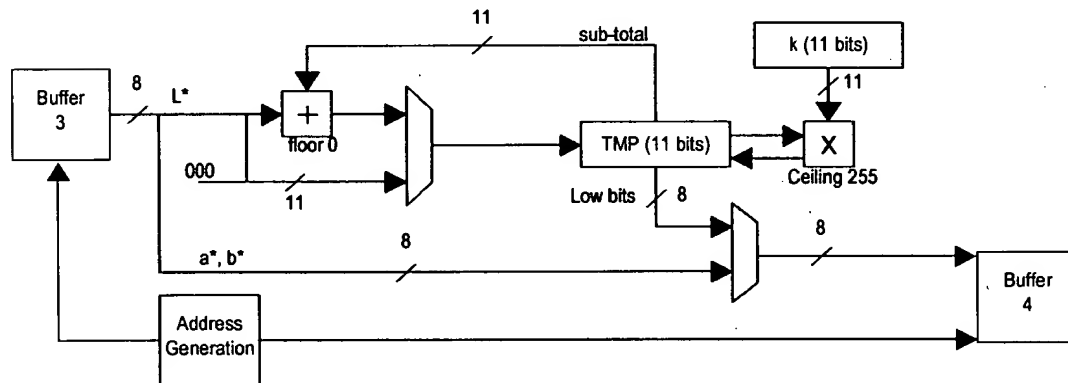 11
sub-total
k (11 bits)
11
8
L*
Buffer
3
+
floor 0
TMP (11 bits)
X
Ceiling 255
000
11
Low bits
8
8
a*, b*
8
Buffer
4
Address
Generation